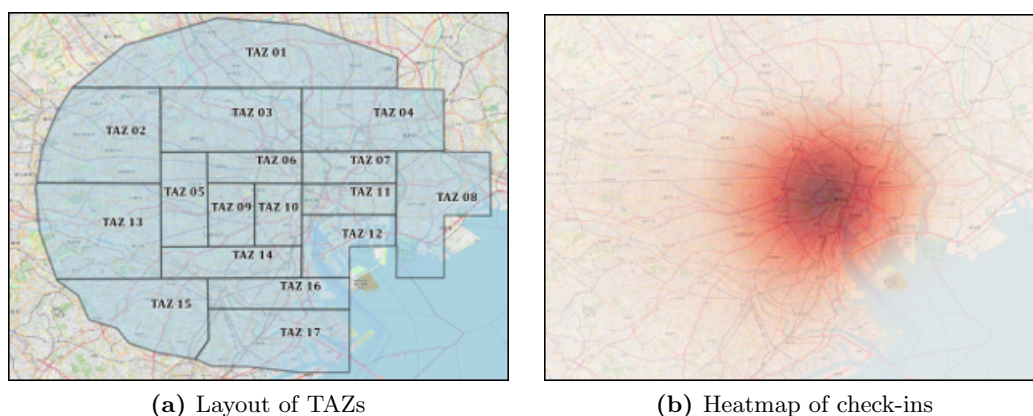 TAZ 01
TAZ 02
TAZ 03
TAZ 04
TAZ 05
TAZ 06
TAZ 07
TAZ 08
TAZ 09
TAZ 10
TAZ 11
TAZ 12
TAZ 13
TAZ 14
TAZ 15
TAZ 16
TAZ 17
(a) Layout of TAZs
(b) Heatmap of check-ins